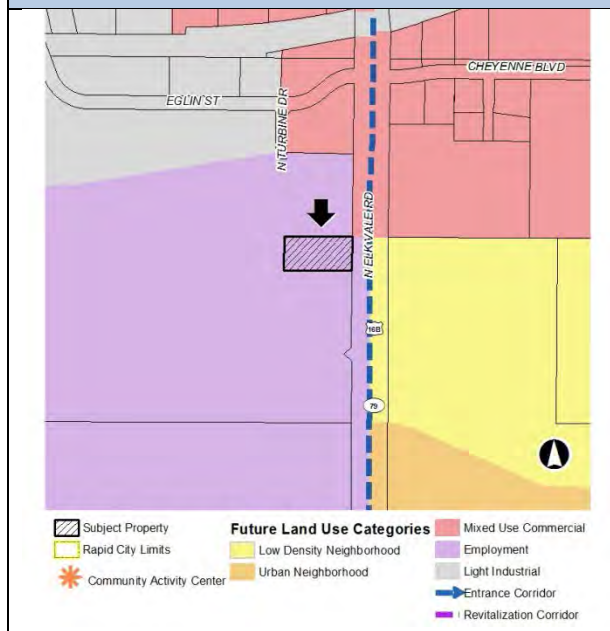 CHEYENNE BLVD
EGLIN ST
N TURBINE DR
N ELK VALE RD
16B
79
Subject Property
Rapid City Limits
Community Activity Center
Future Land Use Categories
Low Density Neighborhood
Urban Neighborhood
Mixed Use Commercial
Employment
Light Industrial
Entrance Corridor
Revitalization Corridor